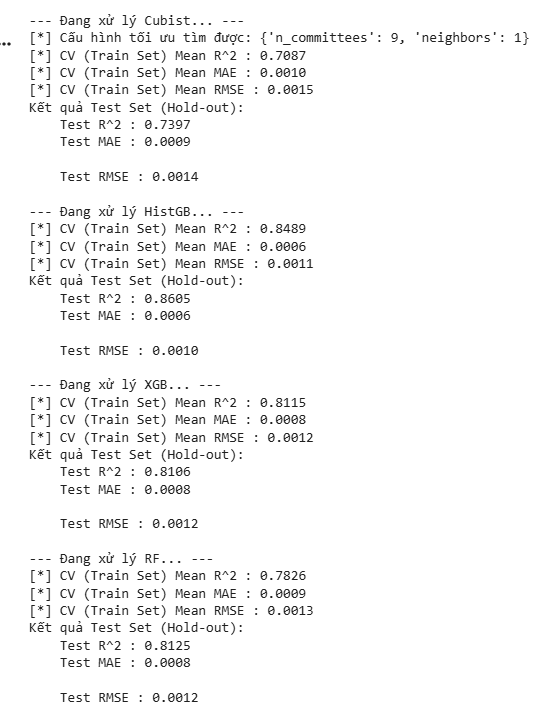 --- Đang xử lý Cubist... ---
[*] Cấu hình tối ưu tìm được: {'n_committees': 9, 'neighbors': 1}
[*] CV (Train Set) Mean R^2 : 0.7087
[*] CV (Train Set) Mean MAE : 0.0010
[*] CV (Train Set) Mean RMSE : 0.0015
Kết quả Test Set (Hold-out):
    Test R^2 : 0.7397
    Test MAE : 0.0009
    Test RMSE : 0.0014
--- Đang xử lý HistGB... ---
[*] CV (Train Set) Mean R^2 : 0.8489
[*] CV (Train Set) Mean MAE : 0.0006
[*] CV (Train Set) Mean RMSE : 0.0011
Kết quả Test Set (Hold-out):
    Test R^2 : 0.8605
    Test MAE : 0.0006
    Test RMSE : 0.0010
--- Đang xử lý XGB... ---
[*] CV (Train Set) Mean R^2 : 0.8115
[*] CV (Train Set) Mean MAE : 0.0008
[*] CV (Train Set) Mean RMSE : 0.0012
Kết quả Test Set (Hold-out):
    Test R^2 : 0.8106
    Test MAE : 0.0008
    Test RMSE : 0.0012
--- Đang xử lý RF... ---
[*] CV (Train Set) Mean R^2 : 0.7826
[*] CV (Train Set) Mean MAE : 0.0009
[*] CV (Train Set) Mean RMSE : 0.0013
Kết quả Test Set (Hold-out):
    Test R^2 : 0.8125
    Test MAE : 0.0008
    Test RMSE : 0.0012